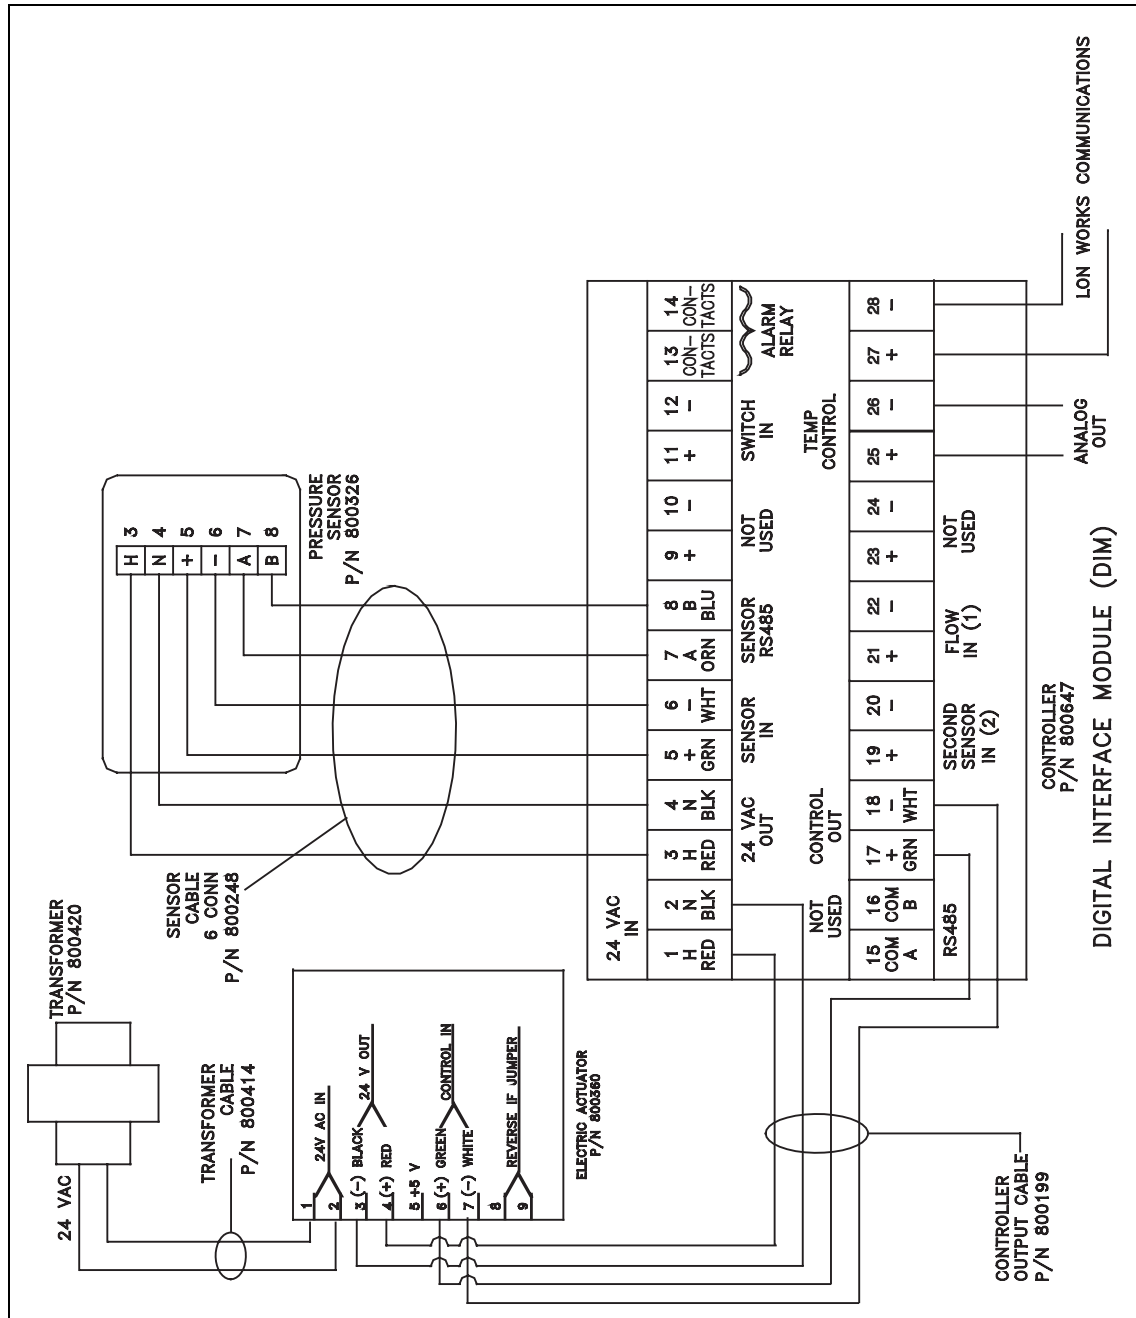 TRANSFORMER
P/N 800420
24 VAC
TRANSFORMER
CABLE
P/N 800414
SENSOR
CABLE
6 CONN
P/N 800248
H 3
N 4
+ 5
- 6
A 7
B 8
PRESSURE
SENSOR
P/N 800326
1
2
24V AC IN
3 (-) BLACK
4 (+) RED
24 V OUT
5 +5 V
6 (+) GREEN
7 (-) WHITE
CONTROL IN
8
9
REVERSE IF JUMPER
ELECTRIC ACTUATOR
P/N 800360
24 VAC
IN
1
H
RED
2
N
BLK
3
H
RED
4
N
BLK
5
+
GRN
6
-
WHT
7
A
ORN
8
B
BLU
9
+
10
-
11
+
12
-
13
CON-
TACTS
14
CON-
TACTS
24 VAC
OUT
SENSOR
IN
SENSOR
RS485
NOT
USED
SWITCH
IN
ALARM
RELAY
NOT
USED
CONTROL
OUT
TEMP
CONTROL
15
COM
A
16
COM
B
17
+
GRN
18
-
WHT
19
+
20
-
21
+
22
-
23
+
24
-
25
+
26
-
27
+
28
-
RS485
SECOND
SENSOR
IN (2)
FLOW
IN (1)
NOT
USED
ANALOG
OUT
LON WORKS COMMUNICATIONS
CONTROLLER
P/N 800647
DIGITAL INTERFACE MODULE (DIM)
CONTROLLER
OUTPUT CABLE
P/N 800199